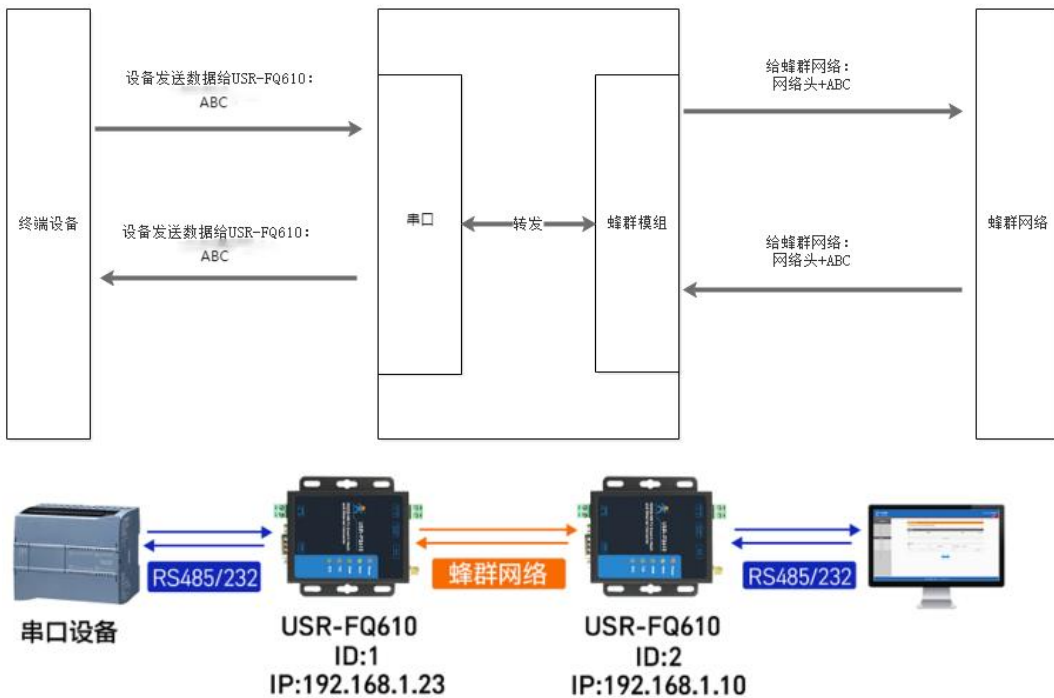 设备发送数据给USR-FQ610:
ABC
给蜂群网络:
网络头+ABC
终端设备
串口
转发
蜂群模组
蜂群网络
设备发送数据给USR-FQ610:
ABC
给蜂群网络:
网络头+ABC
RS485/232
蜂群网络
RS485/232
串口设备
USR-FQ610
ID:1
IP:192.168.1.23
USR-FQ610
ID:2
IP:192.168.1.10
USR-FQ610
USR-FQ610